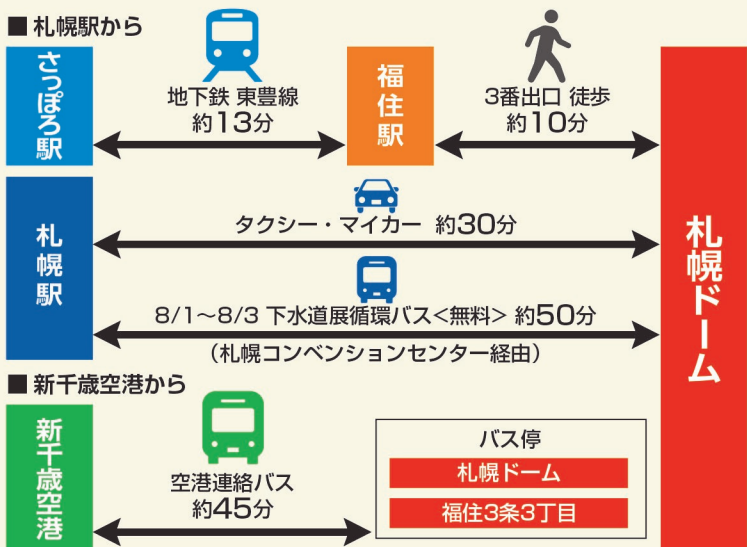 ■ 札幌駅から
さっぽろ駅
地下鉄 東豊線
約13分
福住駅
3番出口 徒歩
約10分
札幌ドーム
札幌駅
タクシー・マイカー 約30分
8/1～8/3 下水道展循環バス<無料> 約50分
（札幌コンベンションセンター経由）
■ 新千歳空港から
新千歳空港
空港連絡バス
約45分
バス停
札幌ドーム
福住3条3丁目